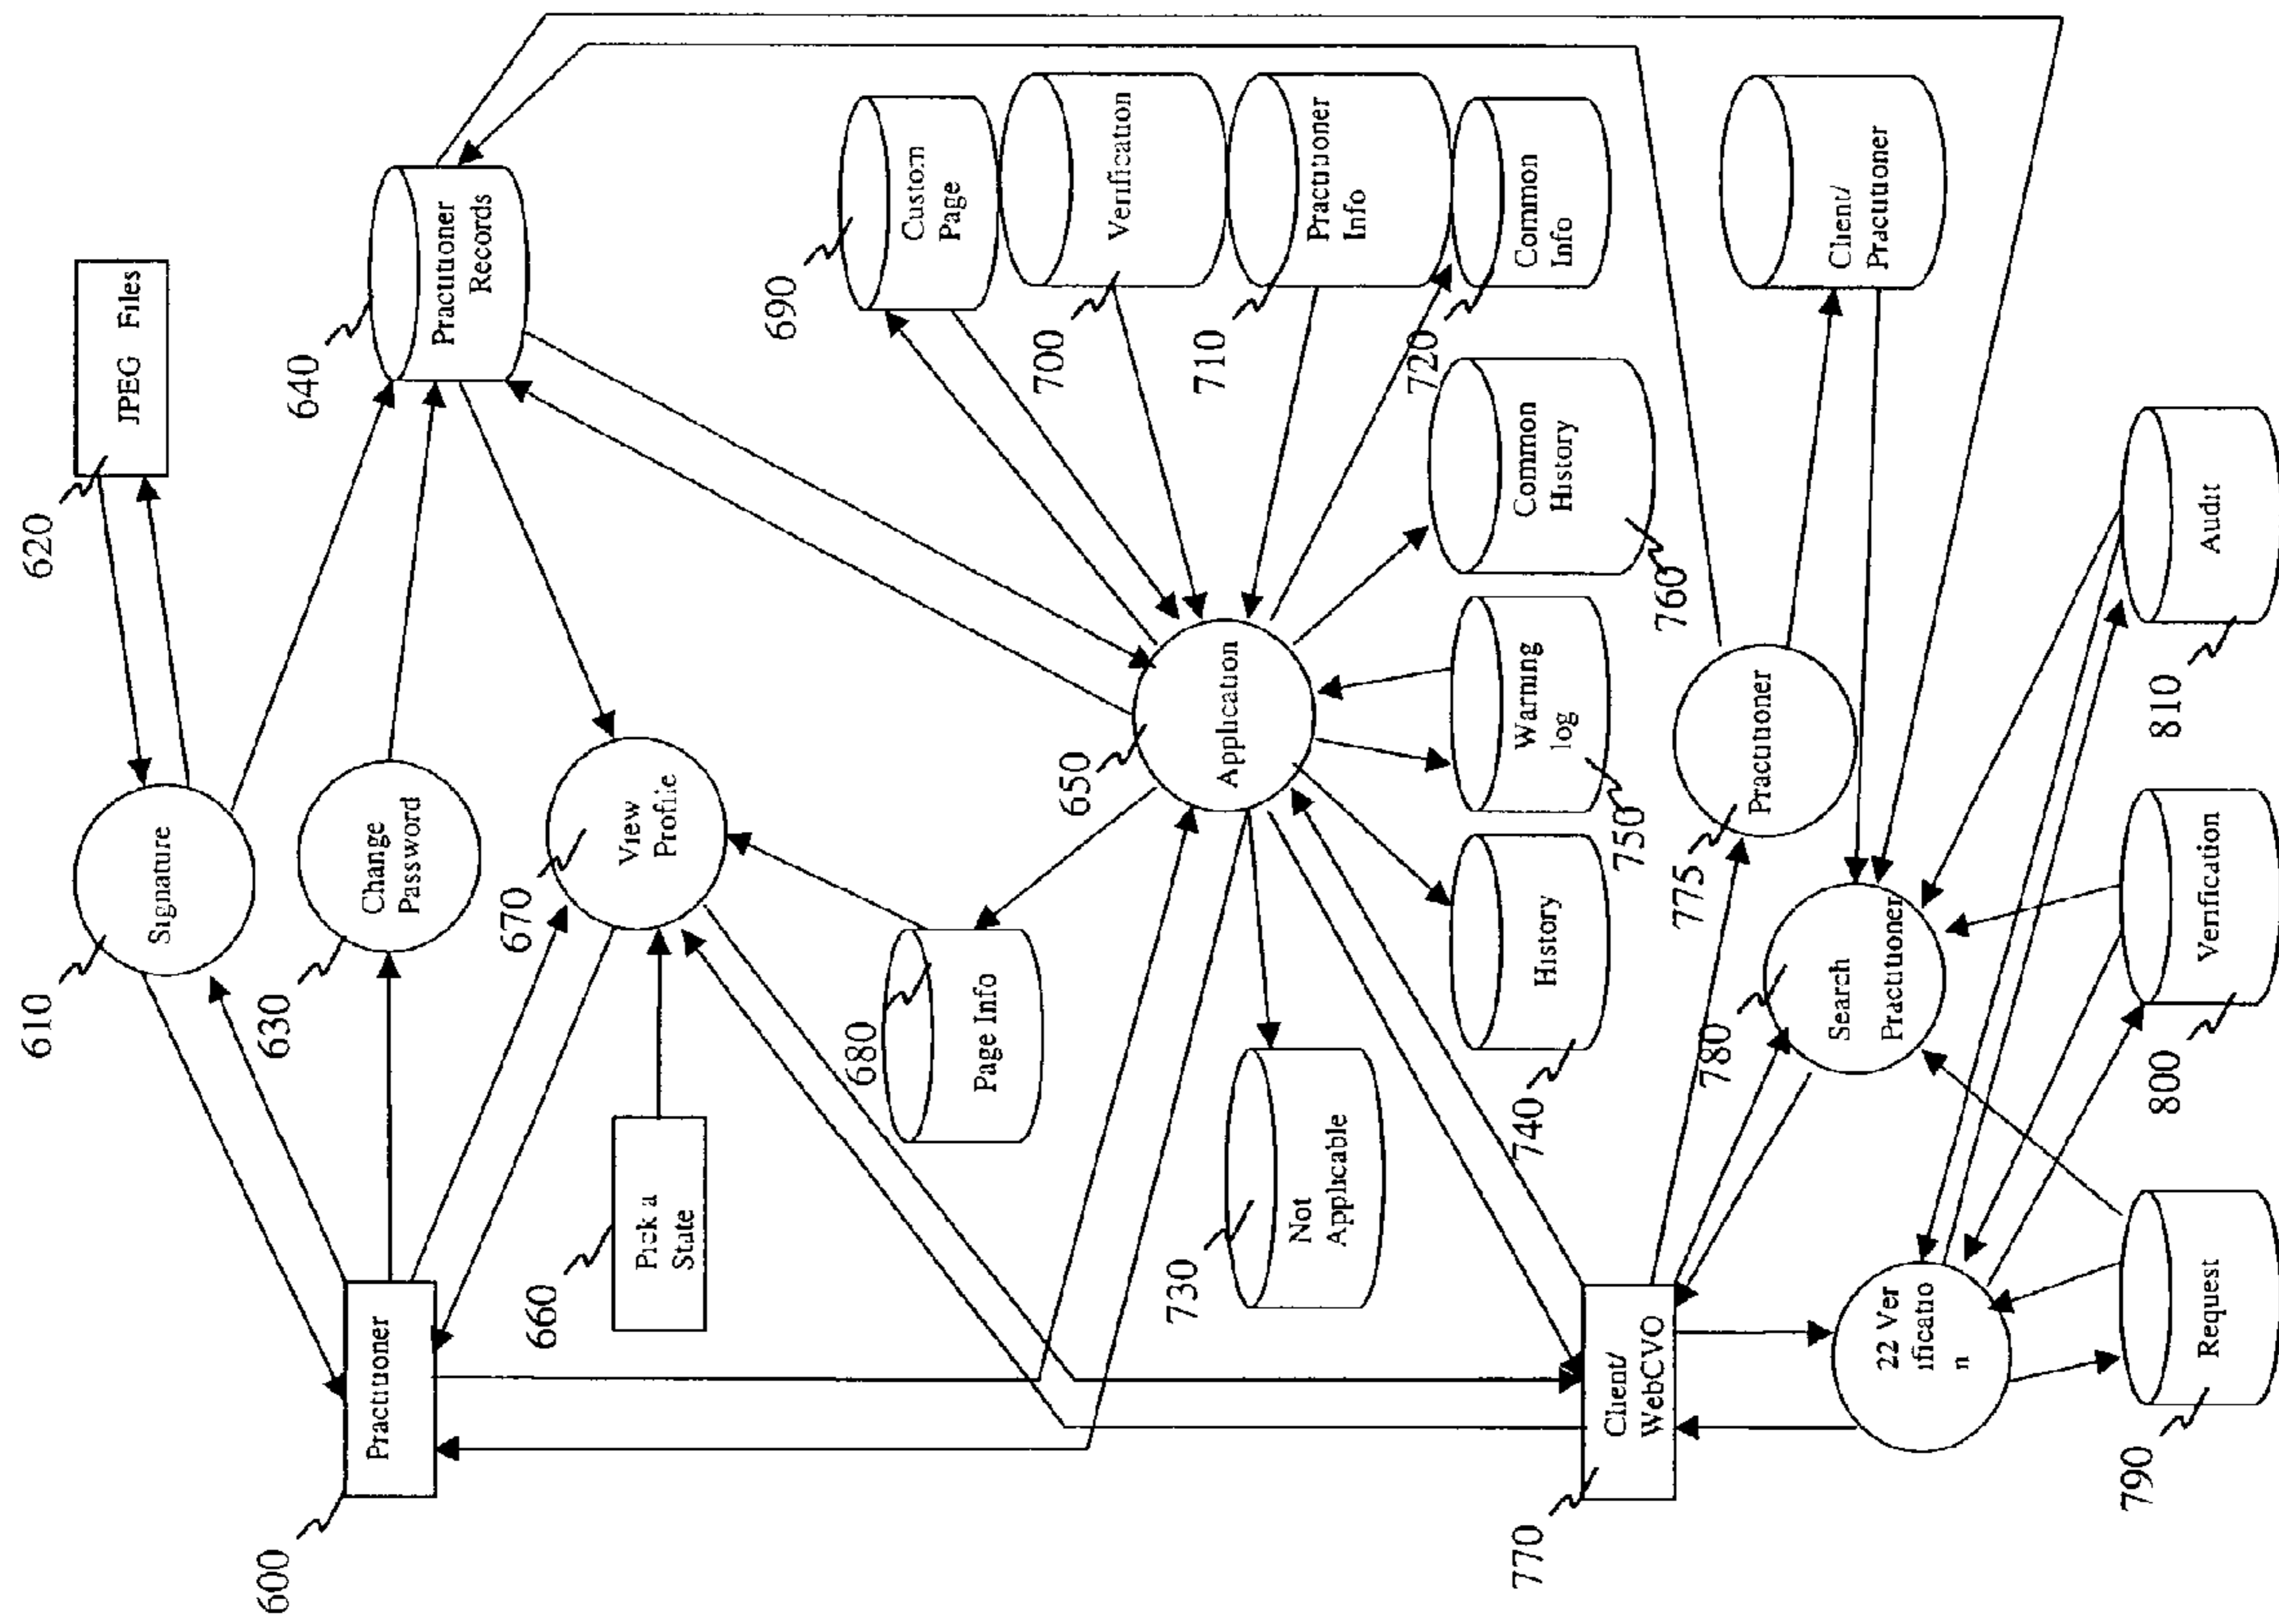 600
Practitioner
610
Signature
620
JPEG Files
630
Change
Password
640
Practitioner
Records
660
Pick a
State
670
View
Profile
680
Page Info
650
Application
690
Custom
Page
700
Verification
710
Practitioner
Info
720
Common
Info
730
Not
Applicable
740
History
750
Warning
log
760
Common
History
770
Client/
WebCVO
775
Practitioner
Client/
Practitioner
780
Search
Practitioner
22 Ver
ificatio
n
790
Request
800
Verification
810
Audit